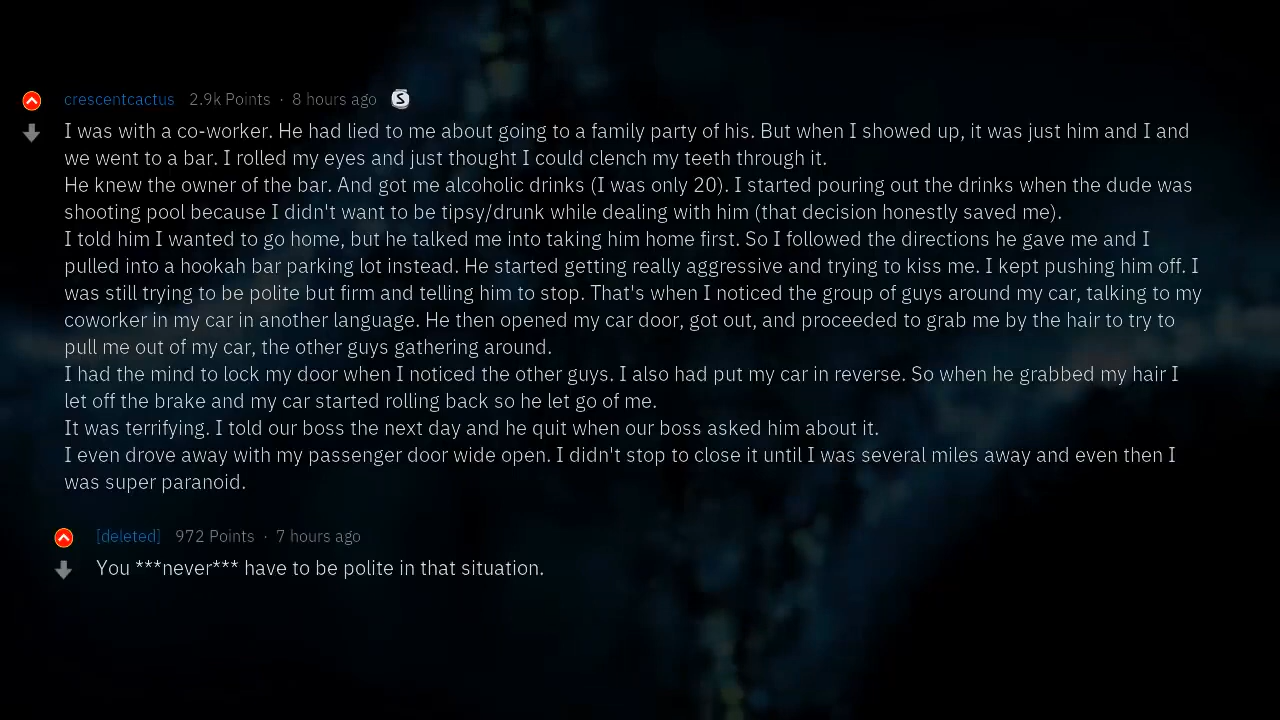 crescentcactus 2.9k Points · 8 hours ago S
I was with a co-worker. He had lied to me about going to a family party of his. But when I showed up, it was just him and I and
we went to a bar. I rolled my eyes and just thought I could clench my teeth through it.
He knew the owner of the bar. And got me alcoholic drinks (I was only 20). I started pouring out the drinks when the dude was
shooting pool because I didn't want to be tipsy/drunk while dealing with him (that decision honestly saved me).
I told him I wanted to go home, but he talked me into taking him home first. So I followed the directions he gave me and I
pulled into a hookah bar parking lot instead. He started getting really aggressive and trying to kiss me. I kept pushing him off. I
was still trying to be polite but firm and telling him to stop. That's when I noticed the group of guys around my car, talking to my
coworker in my car in another language. He then opened my car door, got out, and proceeded to grab me by the hair to try to
pull me out of my car, the other guys gathering around.
I had the mind to lock my door when I noticed the other guys. I also had put my car in reverse. So when he grabbed my hair I
let off the brake and my car started rolling back so he let go of me.
It was terrifying. I told our boss the next day and he quit when our boss asked him about it.
I even drove away with my passenger door wide open. I didn't stop to close it until I was several miles away and even then I
was super paranoid.
[deleted] 972 Points · 7 hours ago
You ***never*** have to be polite in that situation.